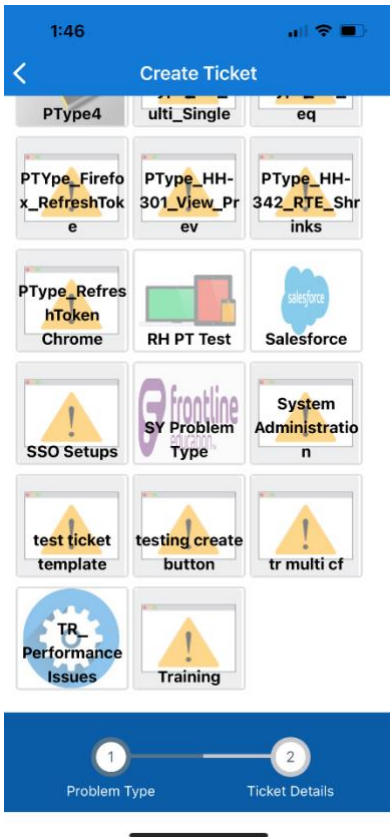 1:46
Create Ticket
PType4
ulti_Single
eq
PTYpe_Firefo
x_RefreshTok
e
PType_HH-
301_View_Pr
ev
PType_HH-
342_RTE_Shr
inks
PType_Refres
hToken
Chrome
RH PT Test
salesforce
Salesforce
SSO Setups
frontline
education
SY Problem
Type
System
Administratio
n
test ticket
template
testing create
button
tr multi cf
TR_
Performance
Issues
Training
1
2
Problem Type
Ticket Details